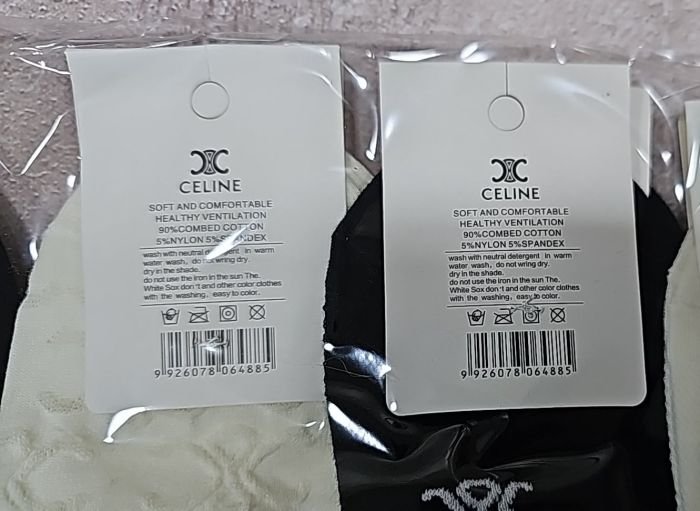 CELINE
SOFT AND COMFORTABLE
HEALTHY VENTILATION
90%COMBED COTTON
5%NYLON 5%SPANDEX
wash with neutral detergent in warm
water wash, do not wring dry.
dry in the shade.
do not use the iron in the sun The.
White Sox don't and other color clothes
with the washing, easy to color.
9 926078 064885
CELINE
SOFT AND COMFORTABLE
HEALTHY VENTILATION
90%COMBED COTTON
5%NYLON 5%SPANDEX
wash with neutral detergent in warm
water wash, do not wring dry.
dry in the shade.
do not use the iron in the sun The.
White Sox don't and other color clothes
with the washing, easy to color.
9 926078 064885